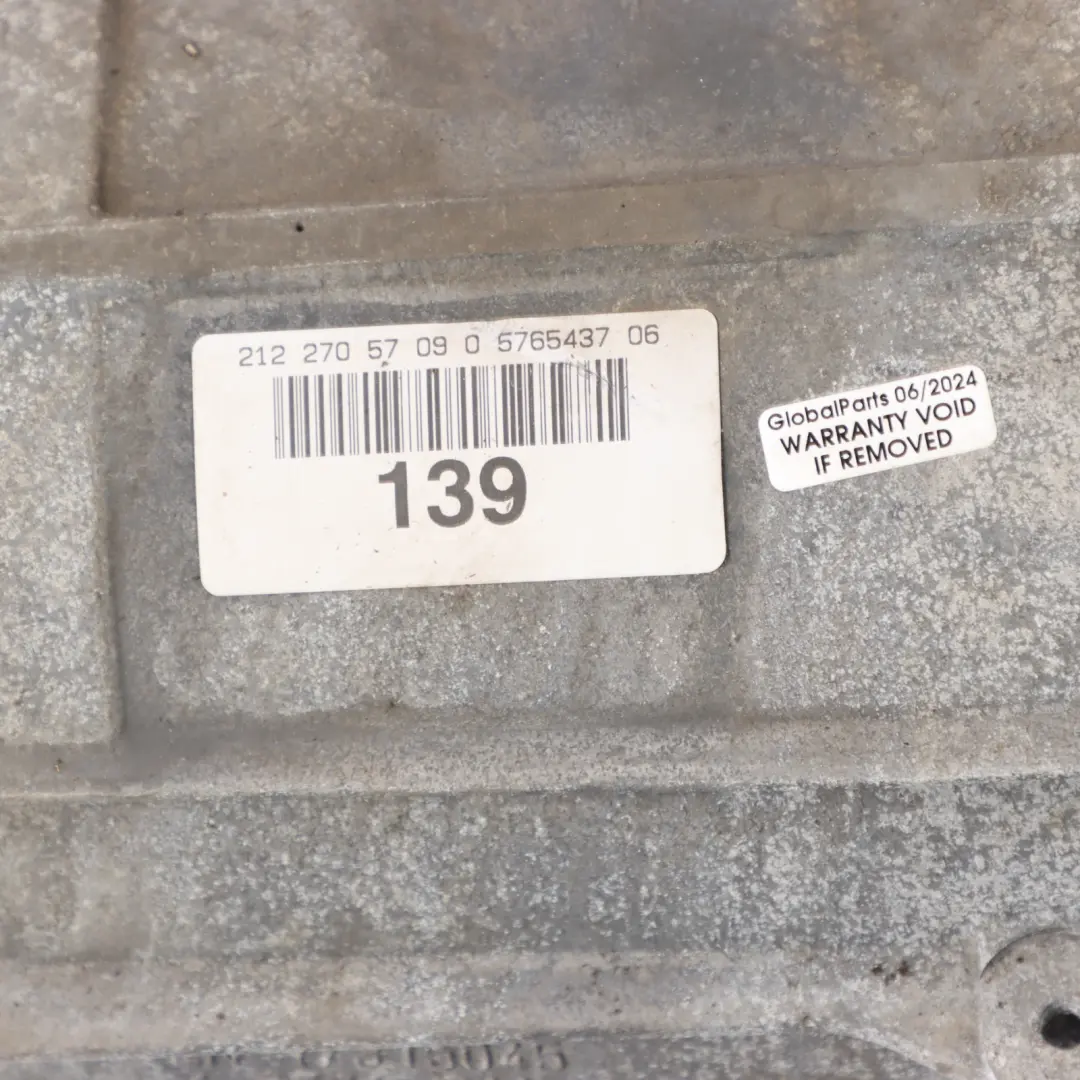 212 270 57 09 0 5765437 06
139
GlobalParts 06/2024
WARRANTY VOID
IF REMOVED